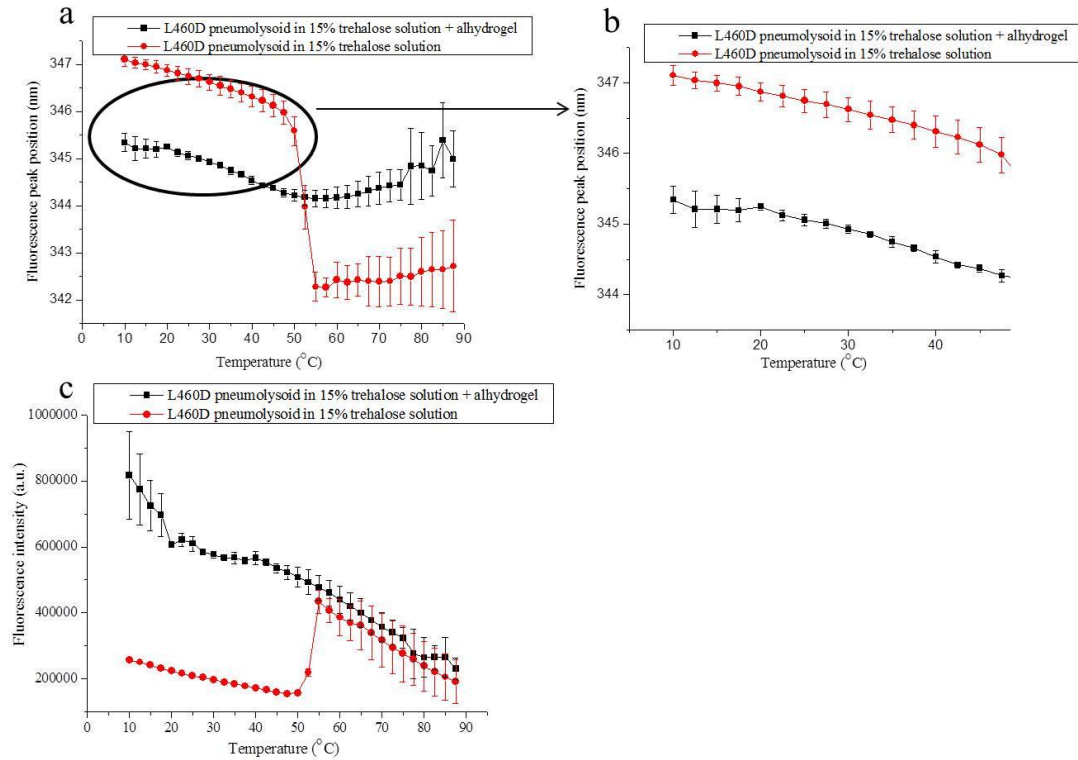 a
L460D pneumolysoid in 15% trehalose solution + alhydrogel
L460D pneumolysoid in 15% trehalose solution
347
346
345
344
343
342
Fluorescence peak position (nm)
0 10 20 30 40 50 60 70 80 90
Temperature (°C)
b
L460D pneumolysoid in 15% trehalose solution + alhydrogel
L460D pneumolysoid in 15% trehalose solution
347
346
345
344
Fluorescence peak position (nm)
10 20 30 40
Temperature (°C)
c
L460D pneumolysoid in 15% trehalose solution + alhydrogel
L460D pneumolysoid in 15% trehalose solution
1000000
800000
600000
400000
200000
Fluorescence intensity (a.u.)
0 10 20 30 40 50 60 70 80 90
Temperature (°C)